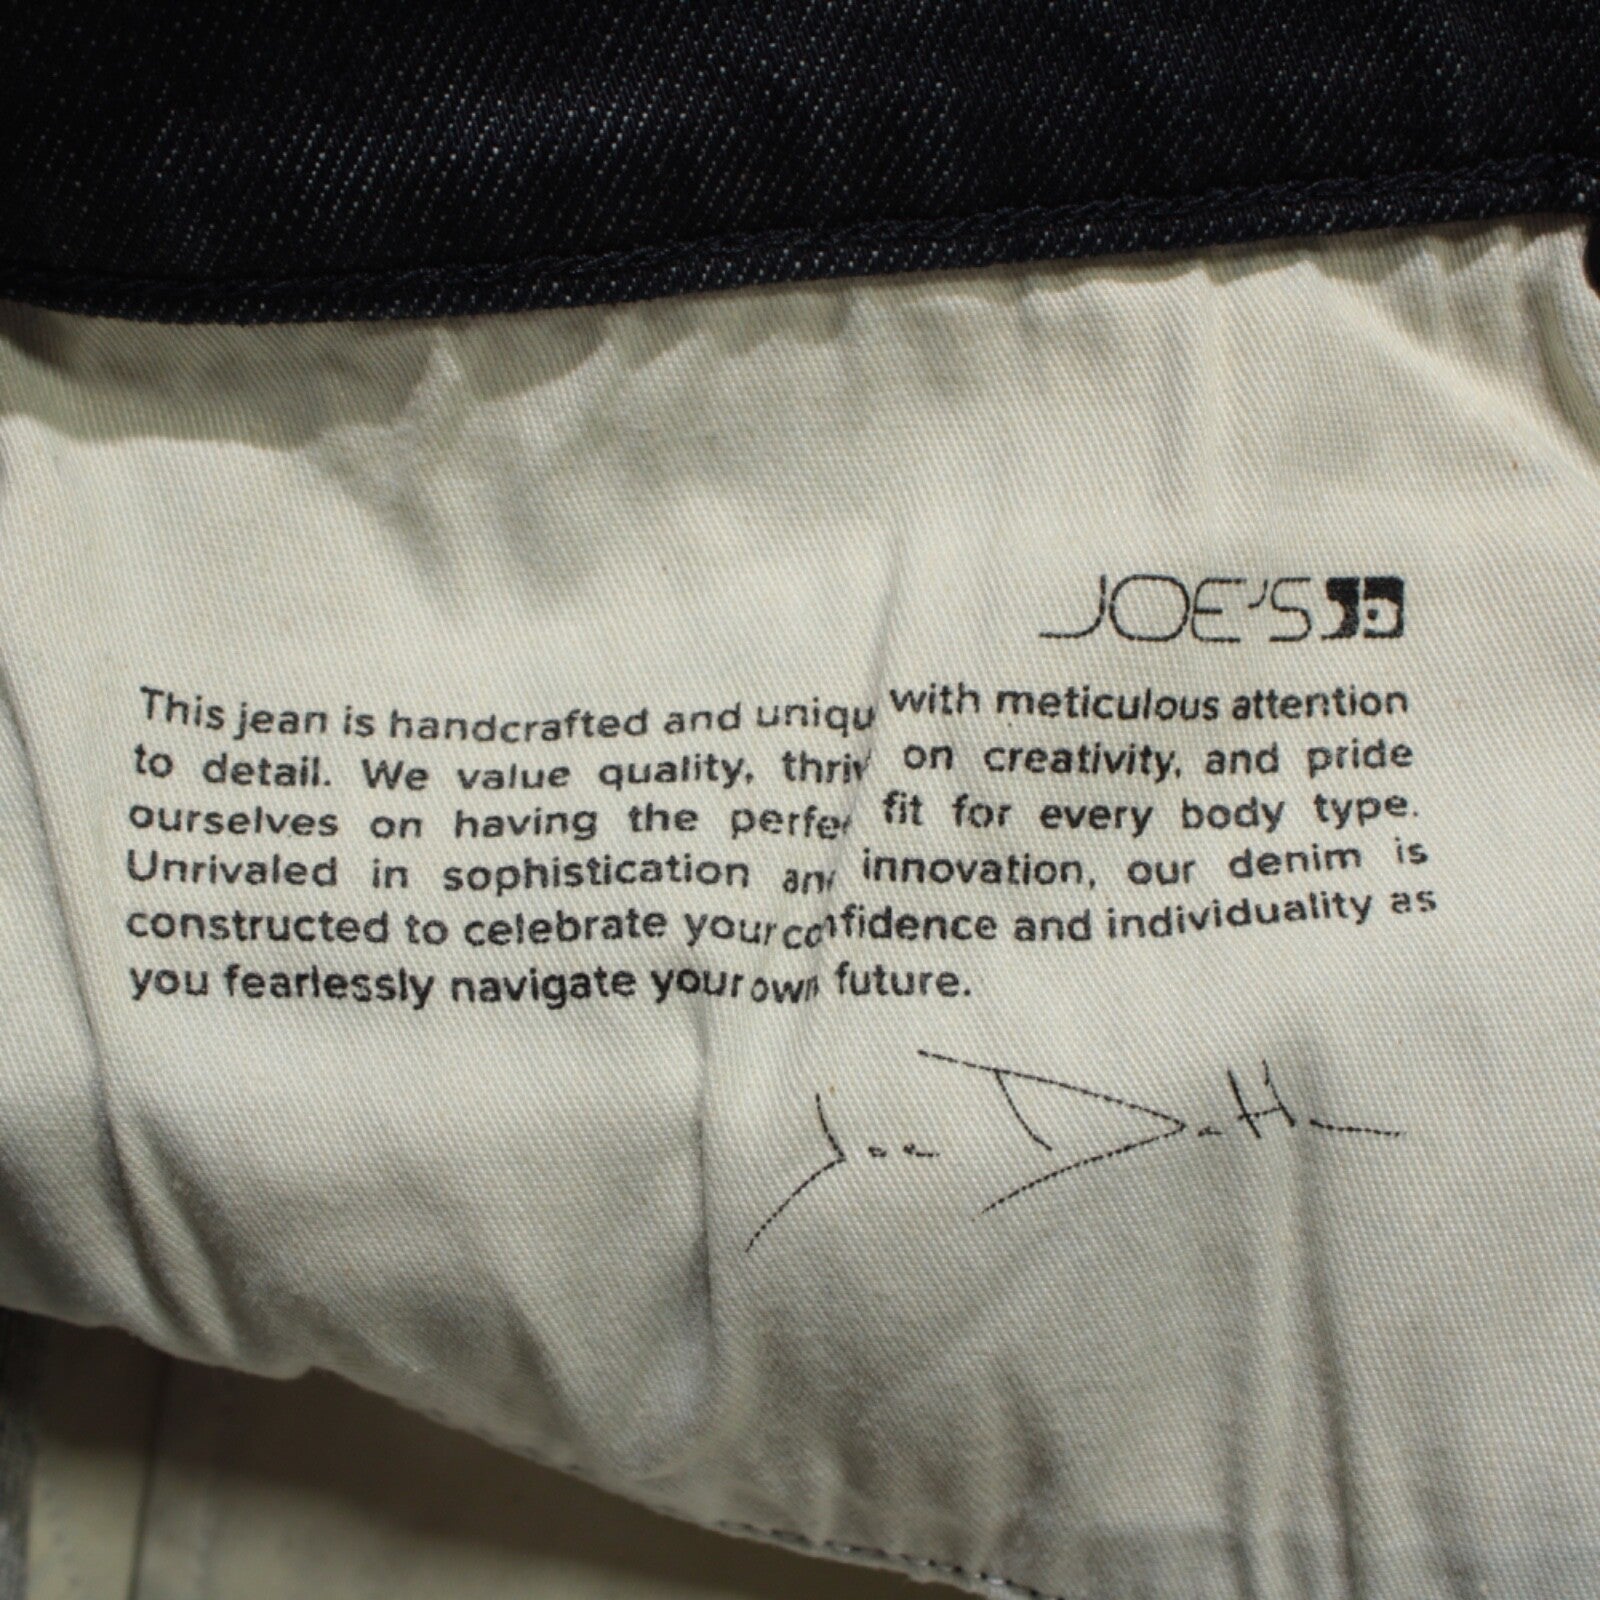 JOE'S
This jean is handcrafted and uniqu with meticulous attention
to detail. We value quality, thriv on creativity, and pride
ourselves on having the perfe fit for every body type.
Unrivaled in sophistication and innovation, our denim is
constructed to celebrate your confidence and individuality as
you fearlessly navigate your own future.
Joe